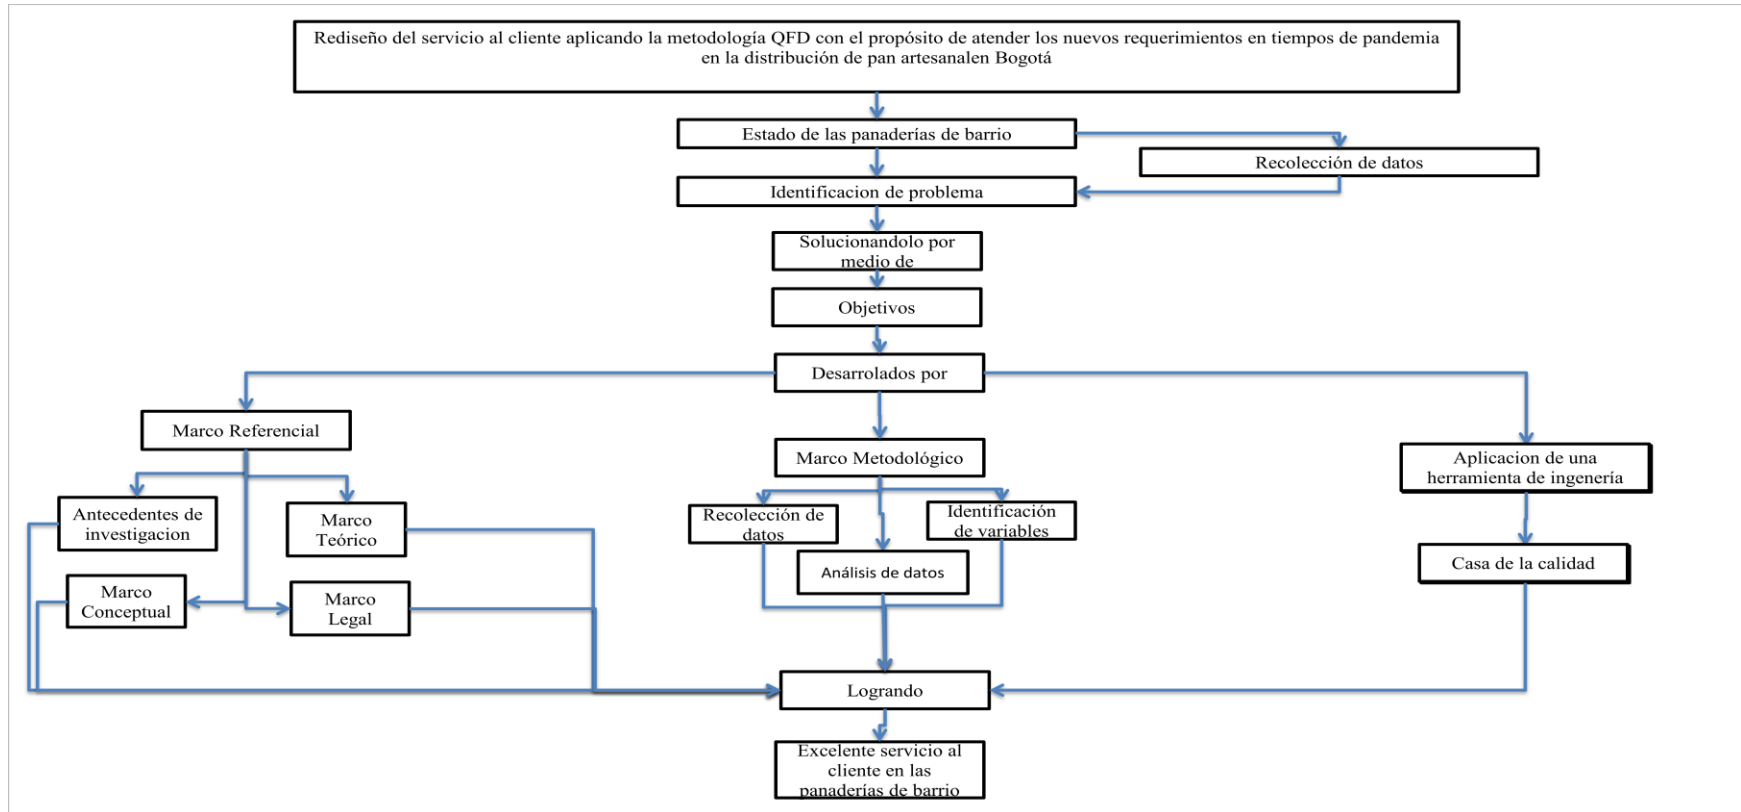 Rediseño del servicio al cliente aplicando la metodología QFD con el propósito de atender los nuevos requerimientos en tiempos de pandemia
en la distribución de pan artesanalen Bogotá
Estado de las panaderías de barrio
Recolección de datos
Identificacion de problema
Solucionandolo por
medio de
Objetivos
Desarrolados por
Marco Referencial
Marco Metodológico
Aplicacion de una
herramienta de ingenería
Antecedentes de
investigacion
Marco
Teórico
Recolección de
datos
Identificación
de variables
Análisis de datos
Casa de la calidad
Marco
Conceptual
Marco
Legal
Logrando
Excelente servicio al
cliente en las
panaderías de barrio